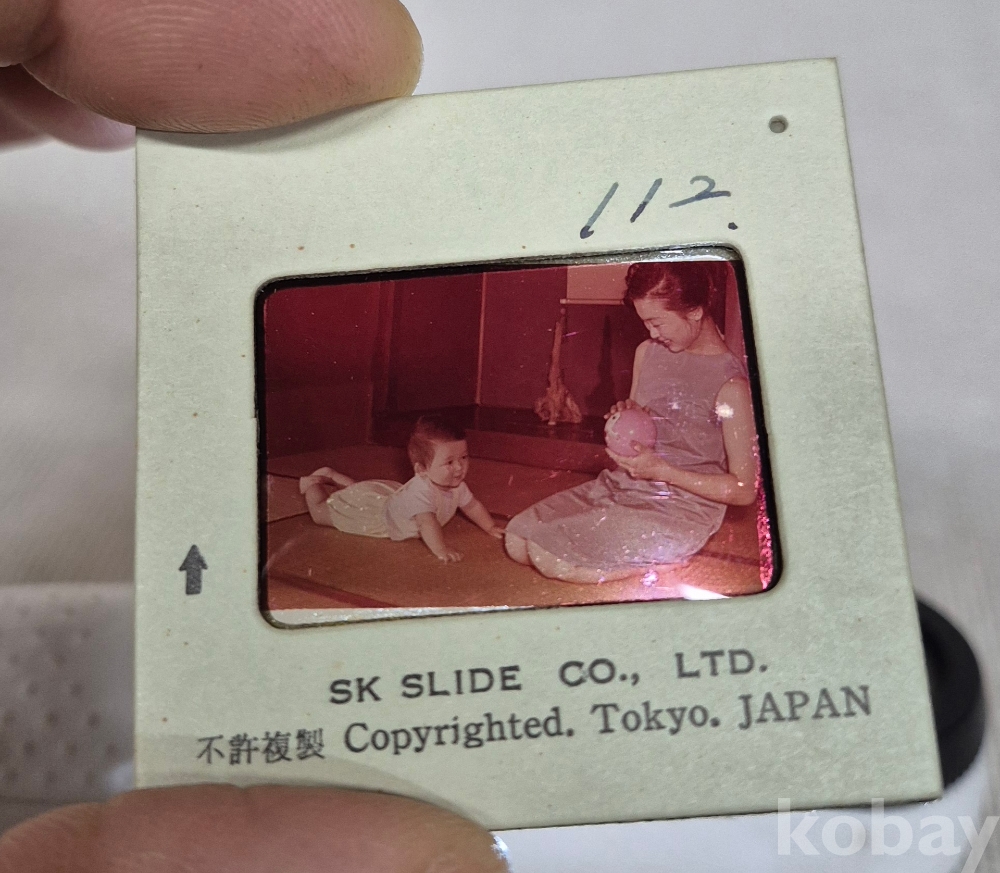 112.
SK SLIDE CO., LTD.
不許複製 Copyrighted. Tokyo. JAPAN
kobay